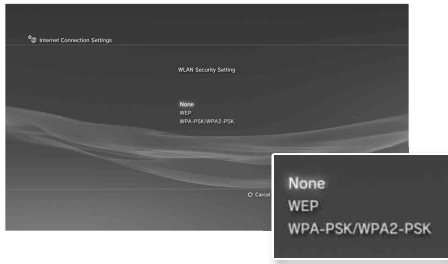 Internet Connection Settings
WLAN Security Setting
None
WEP
WPA-PSK/WPA2-PSK
Cancel
None
WEP
WPA-PSK/WPA2-PSK